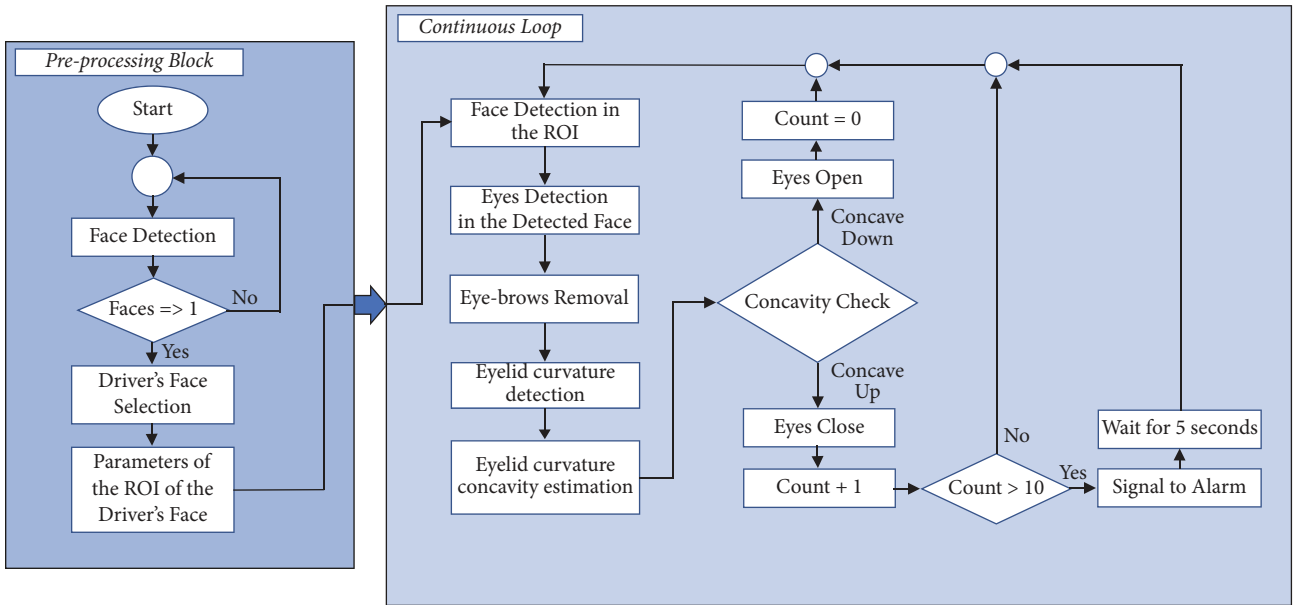 Pre-processing Block
Start
Face Detection
Faces => 1
No
Yes
Driver's Face
Selection
Parameters of
the ROI of the
Driver's Face
Continuous Loop
Face Detection in
the ROI
Eyes Detection
in the Detected Face
Eye-brows Removal
Eyelid curvature
detection
Eyelid curvature
concavity estimation
Count = 0
Eyes Open
Concave
Down
Concavity Check
Concave
Up
Eyes Close
Count + 1
No
Count > 10
Yes
Wait for 5 seconds
Signal to Alarm